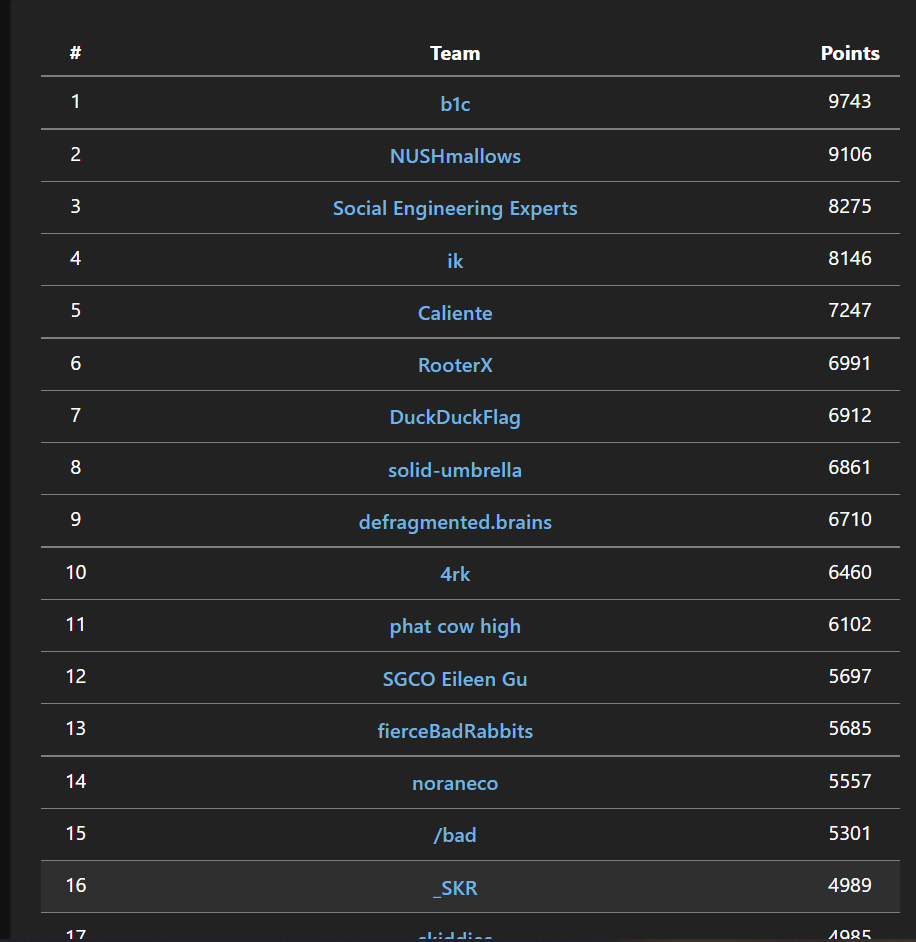 # Team Points
1 b1c 9743
2 NUSHmallows 9106
3 Social Engineering Experts 8275
4 ik 8146
5 Caliente 7247
6 RooterX 6991
7 DuckDuckFlag 6912
8 solid-umbrella 6861
9 defragmented.brains 6710
10 4rk 6460
11 phat cow high 6102
12 SGCO Eileen Gu 5697
13 fierceBadRabbits 5685
14 noraneco 5557
15 /bad 5301
16 _SKR 4989
17 skiddies 4985